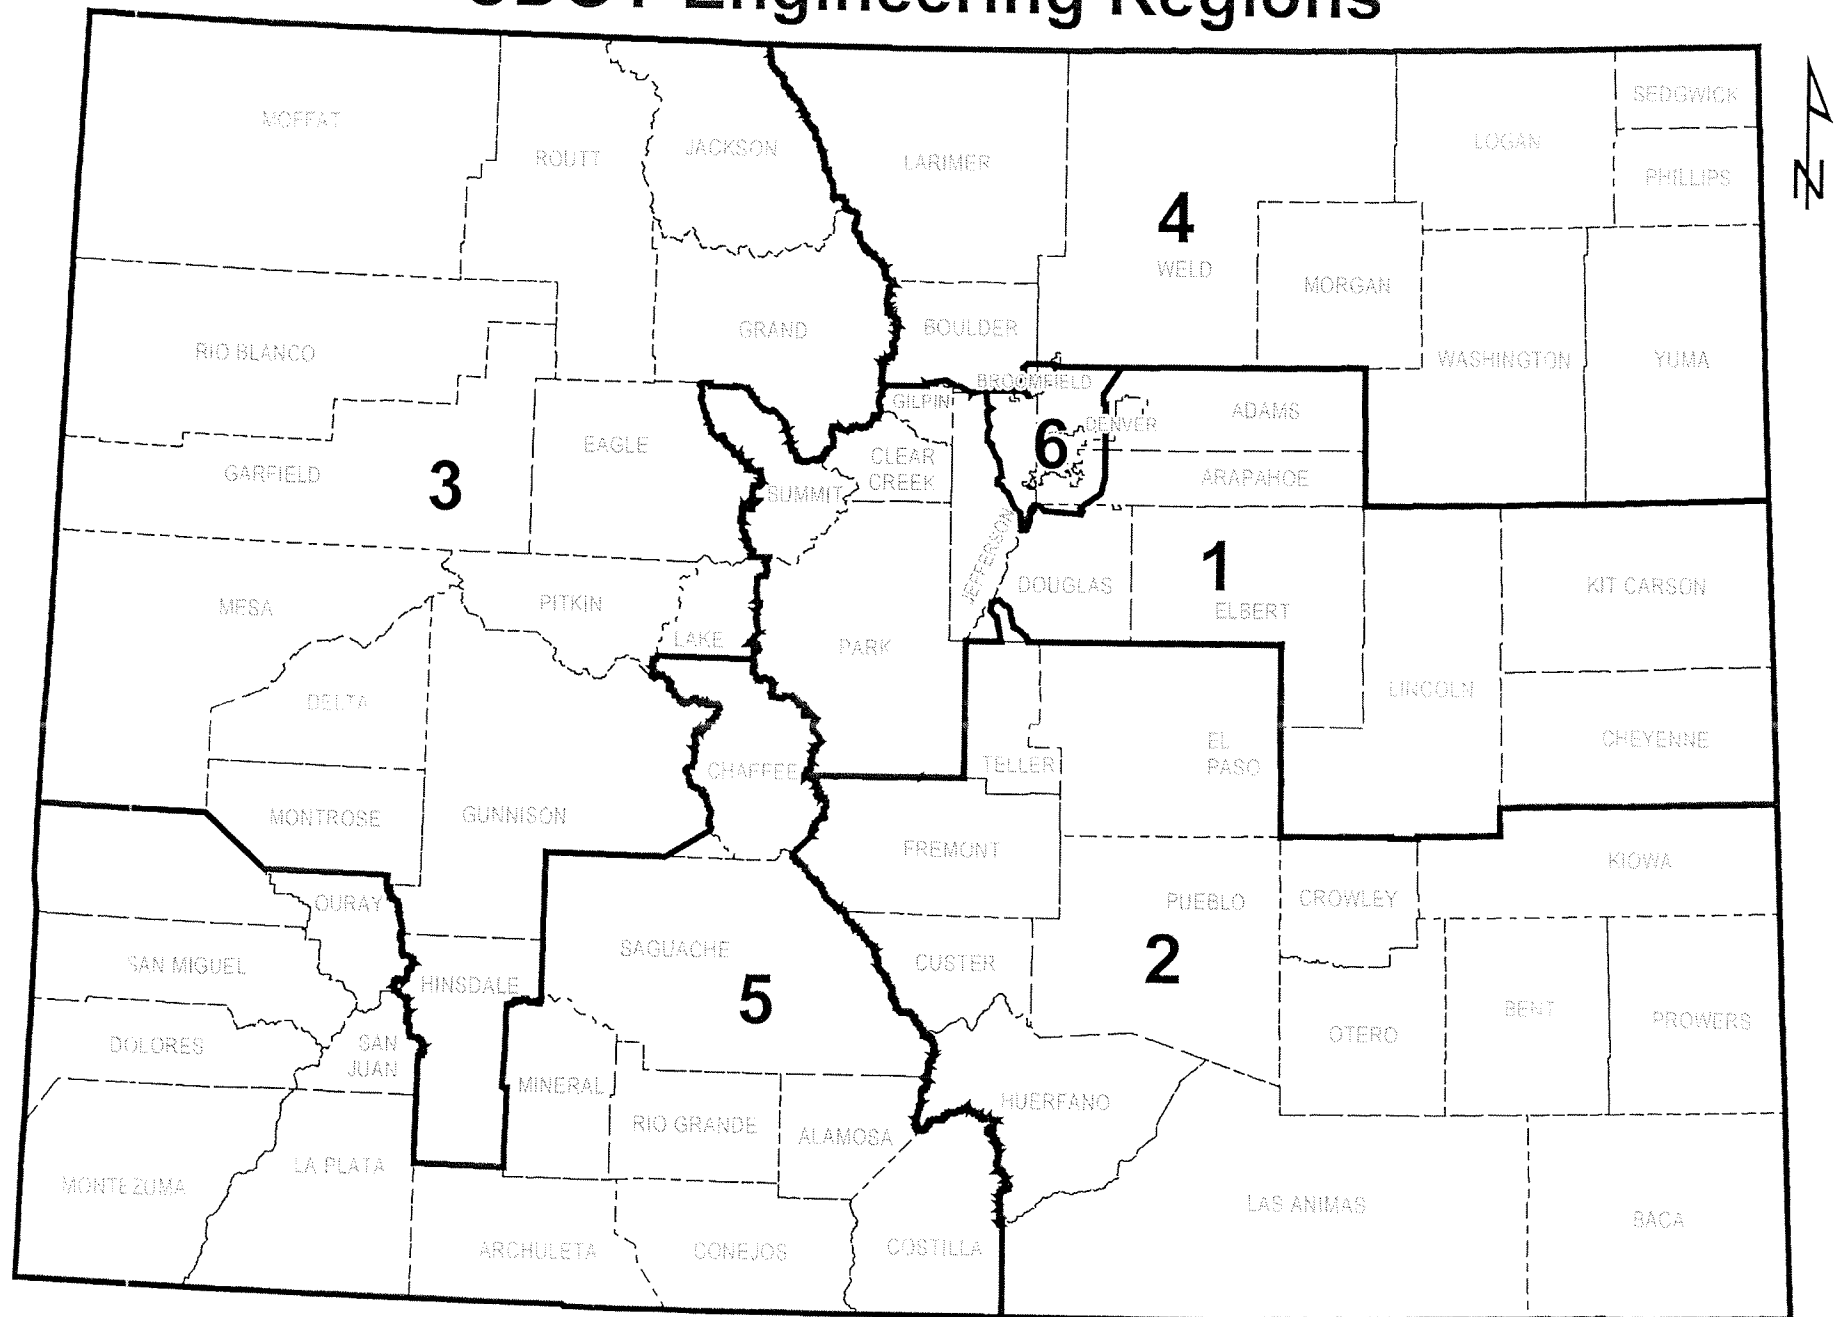 CDOT Engineering Regions
MOFFAT
ROUTT
JACKSON
LARIMER
LOGAN
SEDGWICK
PHILLIPS
N
4
WELD
MORGAN
GRAND
BOULDER
RIO BLANCO
WASHINGTON
YUMA
BROOMFIELD
GILPIN
ADAMS
DENVER
6
EAGLE
CLEAR
CREEK
ARAPAHOE
GARFIELD
3
SUMMIT
JEFFERSON
1
DOUGLAS
ELBERT
KIT CARSON
MESA
PITKIN
LAKE
PARK
DELTA
LINCOLN
CHEYENNE
TELLER
EL
PASO
CHAFFEE
MONTROSE
GUNNISON
FREMONT
KIOWA
OURAY
PUEBLO
CROWLEY
SAGUACHE
SAN MIGUEL
HINSDALE
5
CUSTER
2
BENT
PROWERS
OTERO
DOLORES
SAN
JUAN
MINERAL
HUERFANO
RIO GRANDE
ALAMOSA
LA PLATA
MONTEZUMA
LAS ANIMAS
BACA
ARCHULETA
CONEJOS
COSTILLA